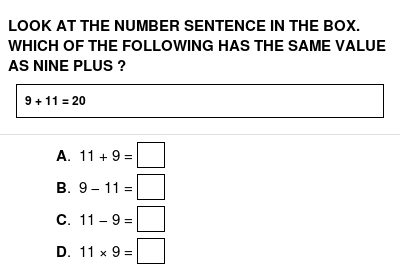 LOOK AT THE NUMBER SENTENCE IN THE BOX.
WHICH OF THE FOLLOWING HAS THE SAME VALUE
AS NINE PLUS ?
9 + 11 = 20
A. 11 + 9 =
B. 9 – 11 =
C. 11 – 9 =
D. 11 × 9 =